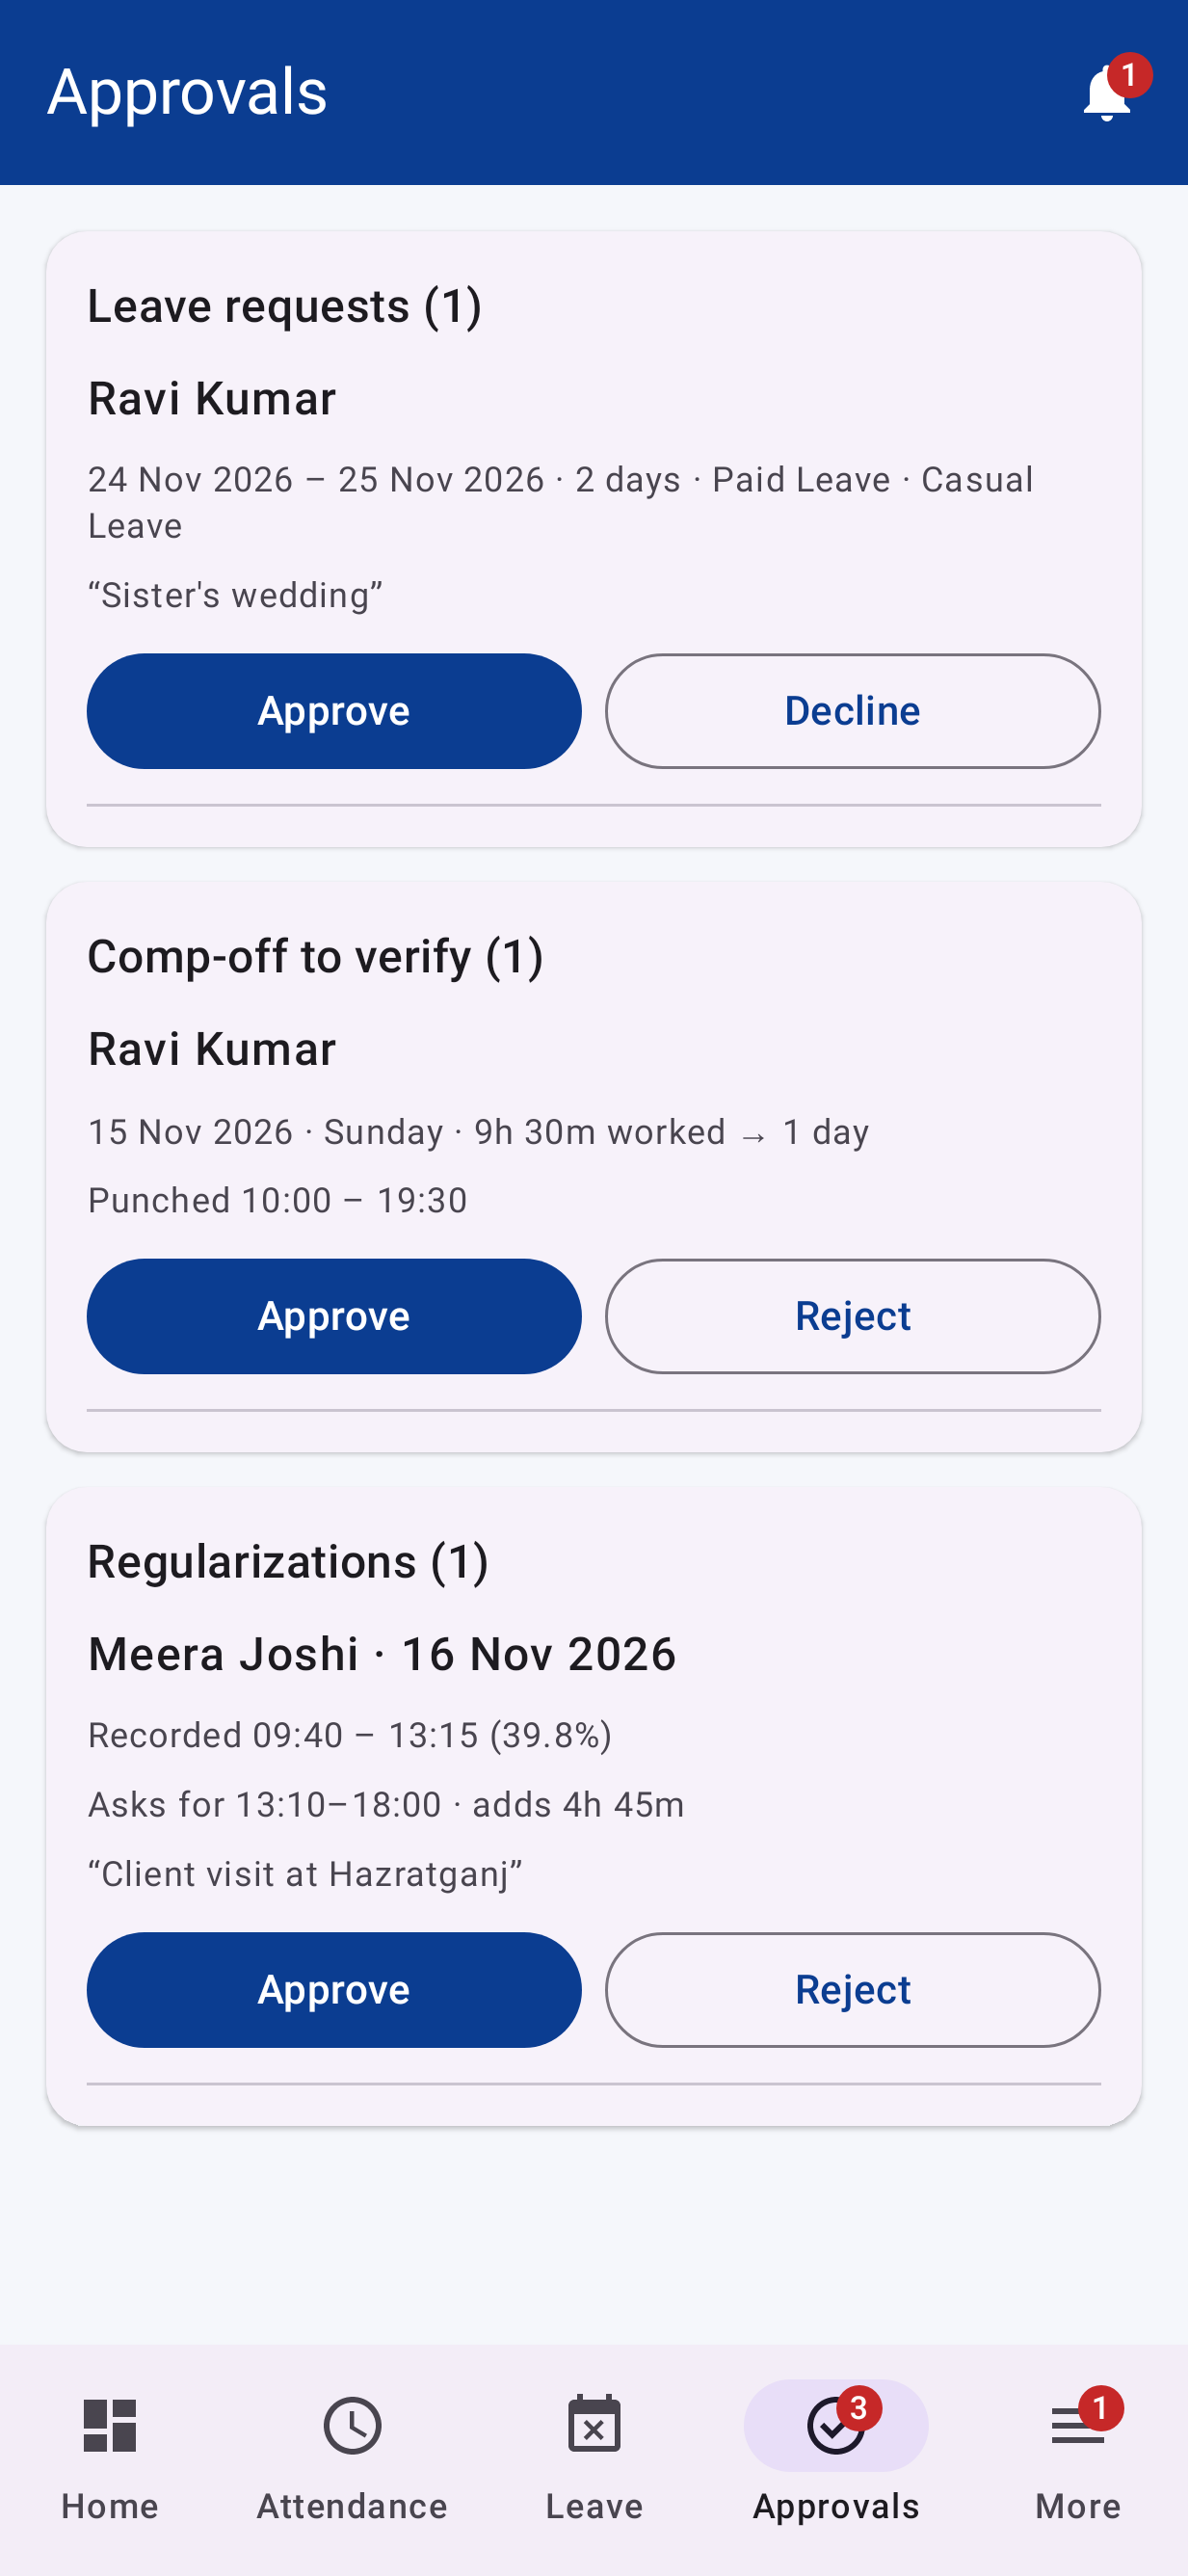 Approvals
1
Leave requests (1)
Ravi Kumar
24 Nov 2026 – 25 Nov 2026 · 2 days · Paid Leave · Casual
Leave
“Sister's wedding”
Approve
Decline
Comp-off to verify (1)
Ravi Kumar
15 Nov 2026 · Sunday · 9h 30m worked → 1 day
Punched 10:00 – 19:30
Approve
Reject
Regularizations (1)
Meera Joshi · 16 Nov 2026
Recorded 09:40 – 13:15 (39.8%)
Asks for 13:10–18:00 · adds 4h 45m
“Client visit at Hazratganj”
Approve
Reject
3
1
Home
Attendance
Leave
Approvals
More